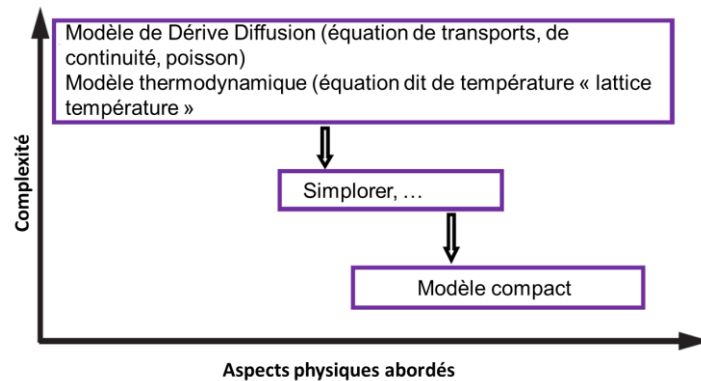 Modèle de Dérive Diffusion (équation de transports, de
continuité, poisson)
Modèle thermodynamique (équation dit de température « lattice
température »
Complexité
Simplorer, …
Modèle compact
Aspects physiques abordés